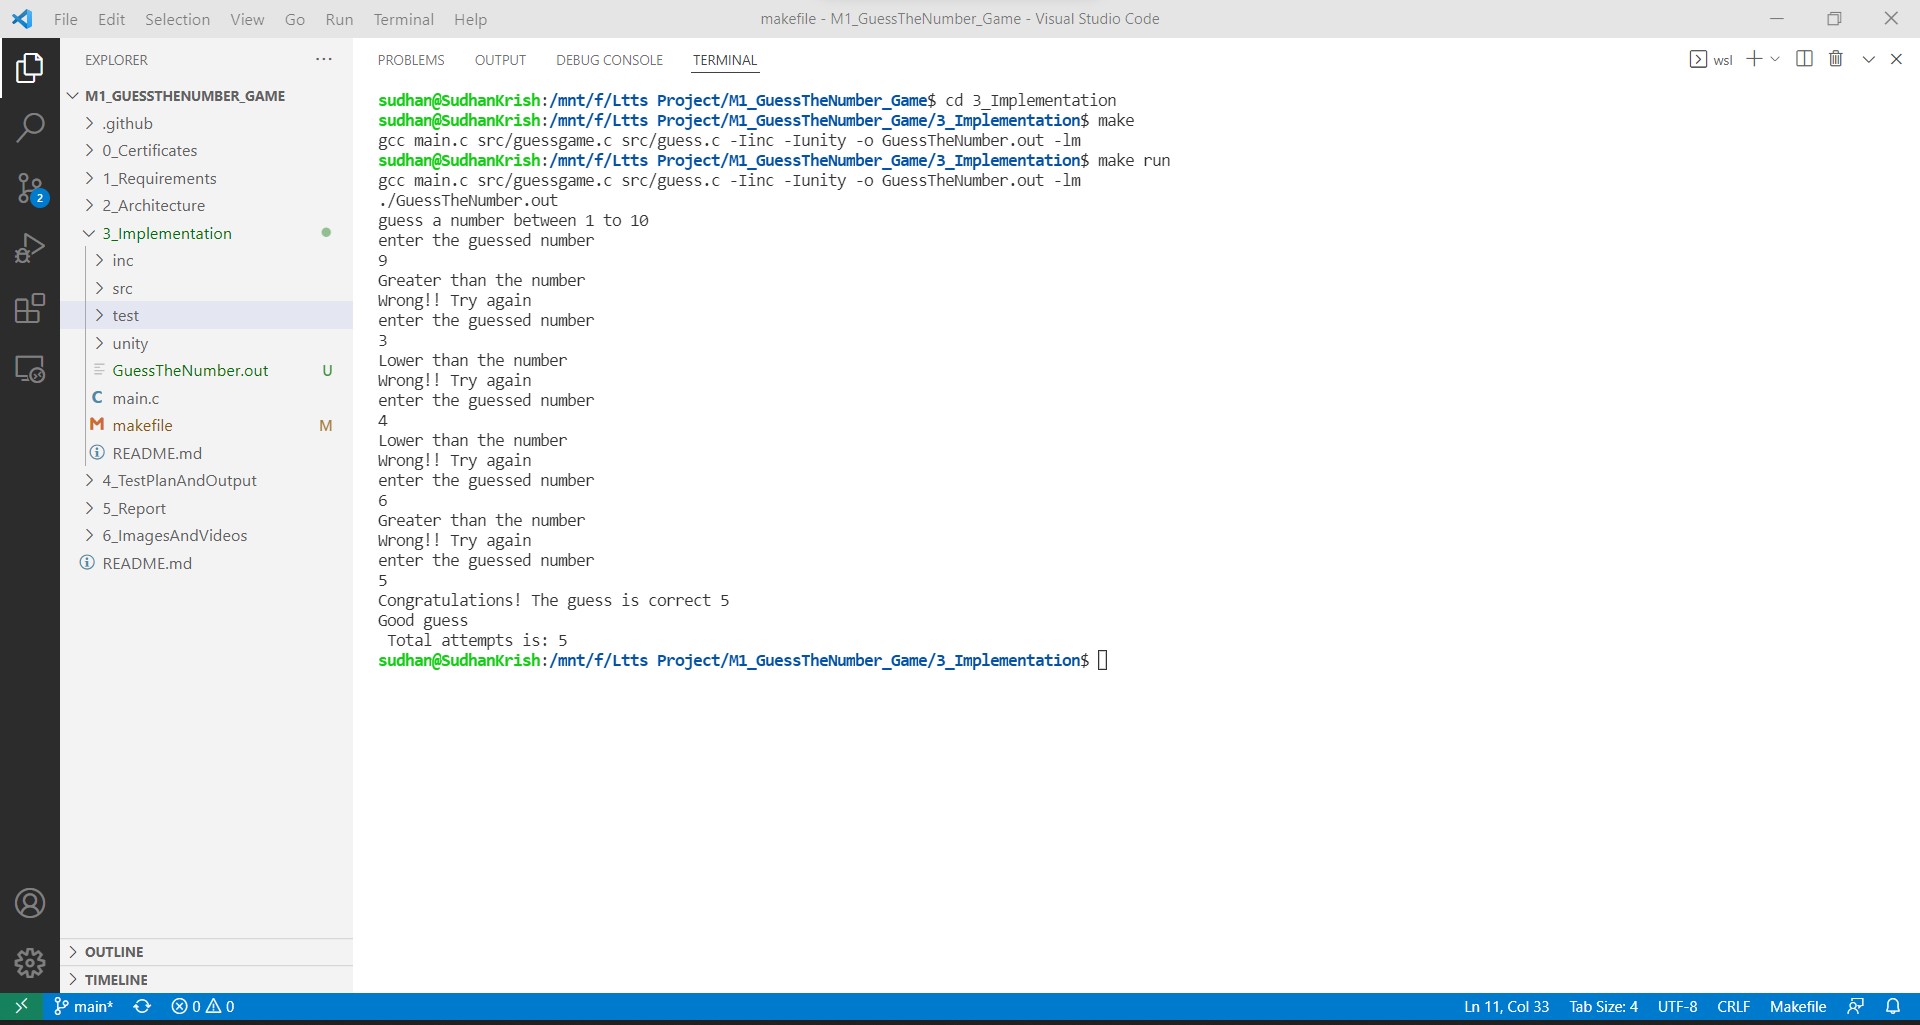 File Edit Selection View Go Run Terminal Help
makefile - M1_GuessTheNumber_Game - Visual Studio Code
EXPLORER
M1_GUESSTHENUMBER_GAME
.github
0_Certificates
1_Requirements
2_Architecture
3_Implementation
inc
src
test
unity
GuessTheNumber.out U
main.c
makefile M
README.md
4_TestPlanAndOutput
5_Report
6_ImagesAndVideos
README.md
OUTLINE
TIMELINE
2
PROBLEMS OUTPUT DEBUG CONSOLE TERMINAL
wsl
sudhan@SudhanKrish:/mnt/f/Ltts Project/M1_GuessTheNumber_Game$ cd 3_Implementation
sudhan@SudhanKrish:/mnt/f/Ltts Project/M1_GuessTheNumber_Game/3_Implementation$ make
gcc main.c src/guessgame.c src/guess.c -Iinc -Iunity -o GuessTheNumber.out -lm
sudhan@SudhanKrish:/mnt/f/Ltts Project/M1_GuessTheNumber_Game/3_Implementation$ make run
gcc main.c src/guessgame.c src/guess.c -Iinc -Iunity -o GuessTheNumber.out -lm
./GuessTheNumber.out
guess a number between 1 to 10
enter the guessed number
9
Greater than the number
Wrong!! Try again
enter the guessed number
3
Lower than the number
Wrong!! Try again
enter the guessed number
4
Lower than the number
Wrong!! Try again
enter the guessed number
6
Greater than the number
Wrong!! Try again
enter the guessed number
5
Congratulations! The guess is correct 5
Good guess
Total attempts is: 5
sudhan@SudhanKrish:/mnt/f/Ltts Project/M1_GuessTheNumber_Game/3_Implementation$
main* 0 0
Ln 11, Col 33 Tab Size: 4 UTF-8 CRLF Makefile